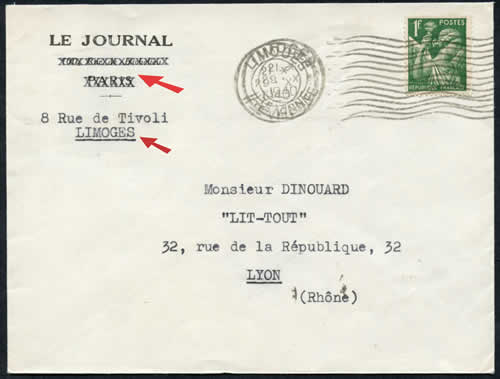 LE JOURNAL
PARIS
8 Rue de Tivoli
LIMOGES
LIMOGES
1F
POSTES
RÉPUBLIQUE FRANÇAISE
Monsieur DINOUARD
"LIT-TOUT"
32, rue de la République, 32
LYON
(Rhône)